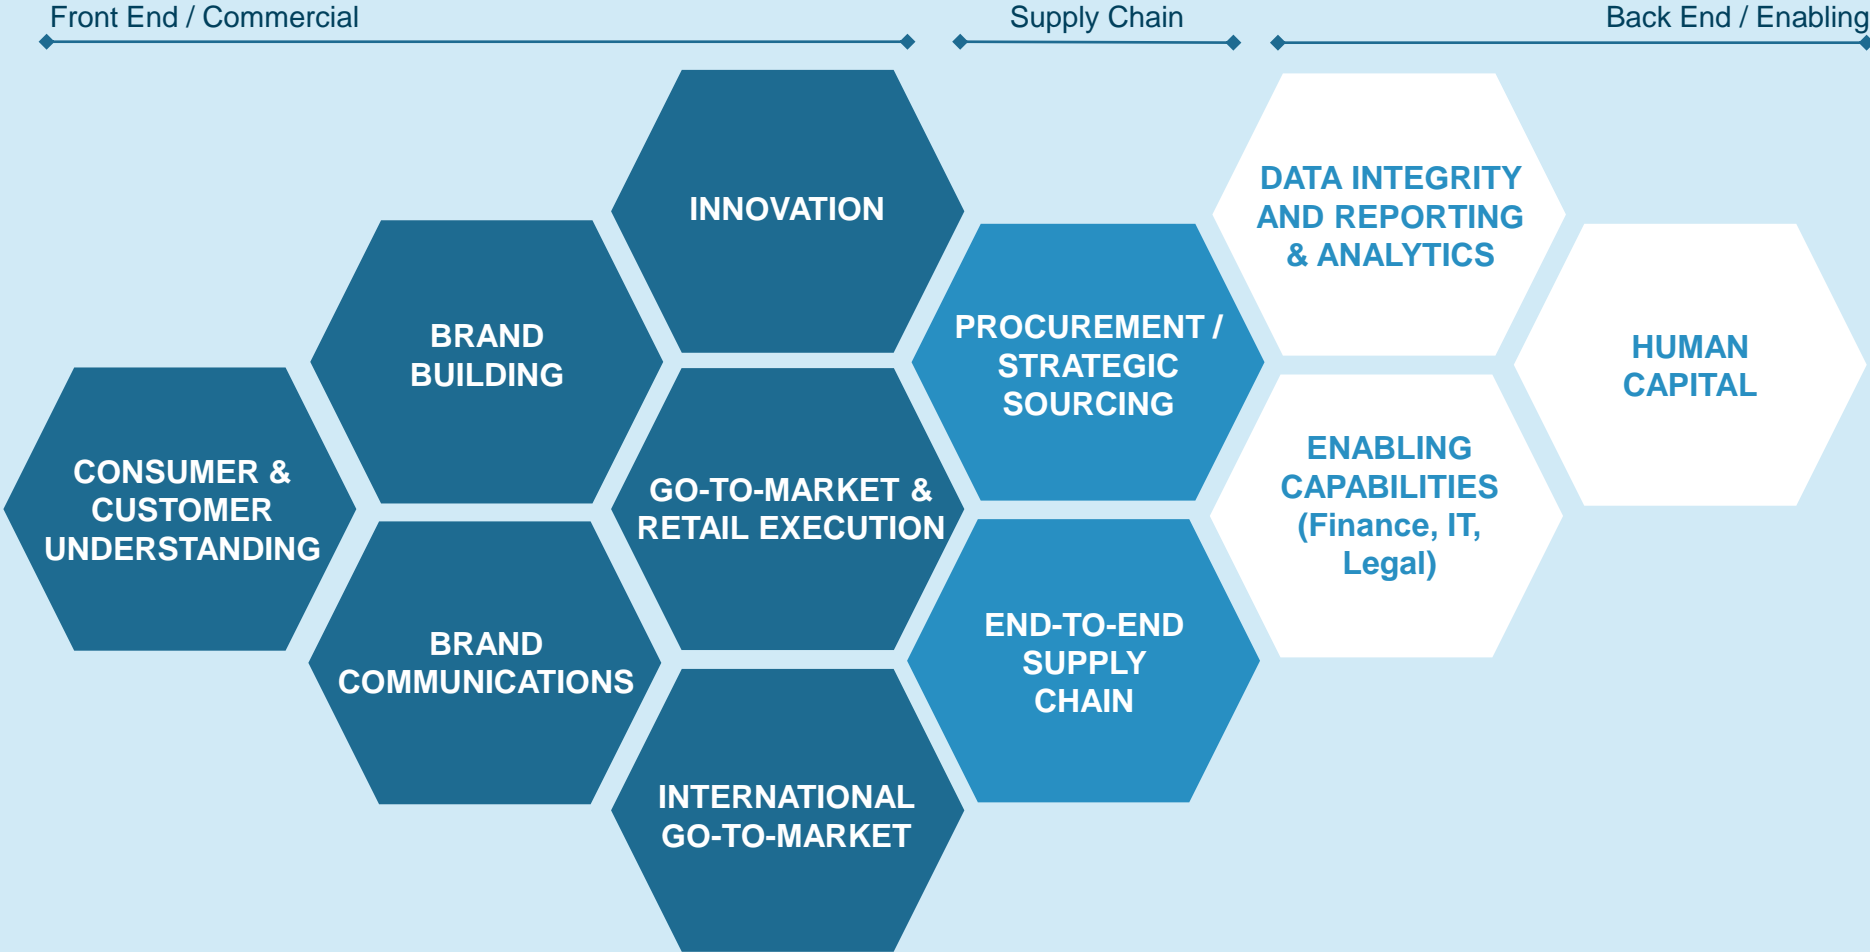 Front End / Commercial
Supply Chain
Back End / Enabling
INNOVATION
DATA INTEGRITY
AND REPORTING
& ANALYTICS
BRAND
BUILDING
PROCUREMENT /
STRATEGIC
SOURCING
HUMAN
CAPITAL
CONSUMER &
CUSTOMER
UNDERSTANDING
GO-TO-MARKET &
RETAIL EXECUTION
ENABLING
CAPABILITIES
(Finance, IT,
Legal)
BRAND
COMMUNICATIONS
END-TO-END
SUPPLY
CHAIN
INTERNATIONAL
GO-TO-MARKET